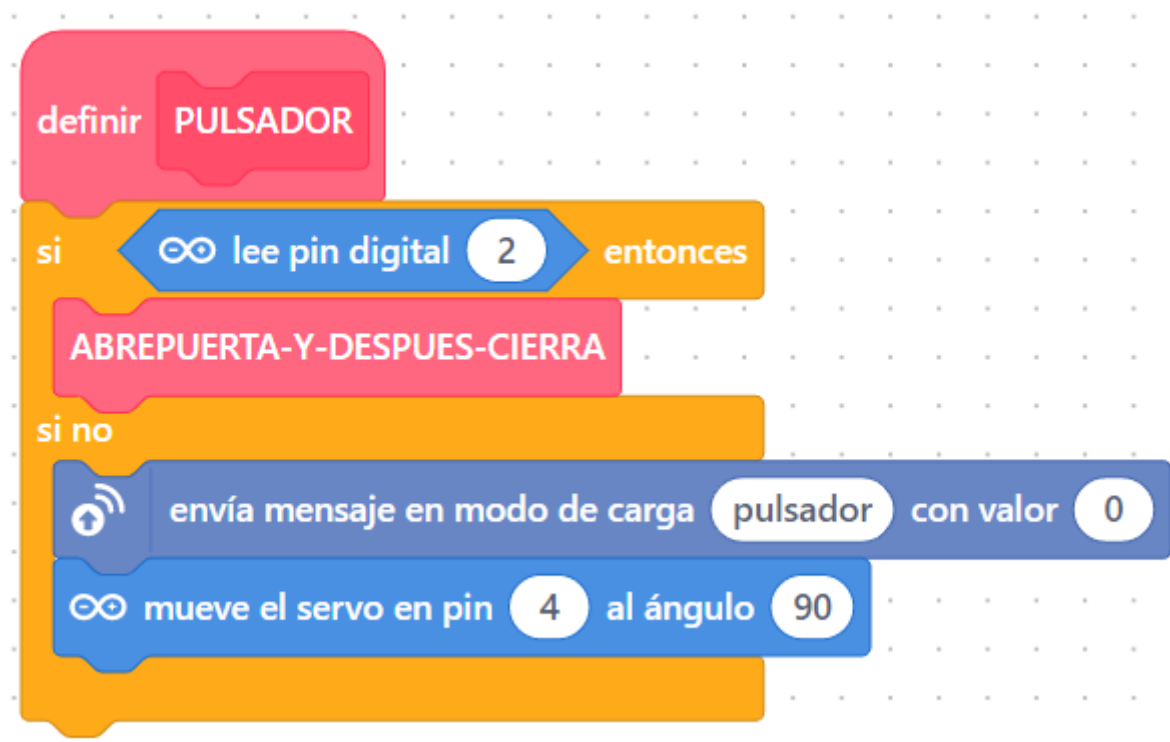 definir PULSADOR
si lee pin digital 2 entonces
ABREPUERTA-Y-DESPUES-CIERRA
si no
envía mensaje en modo de carga pulsador con valor 0
mueve el servo en pin 4 al ángulo 90